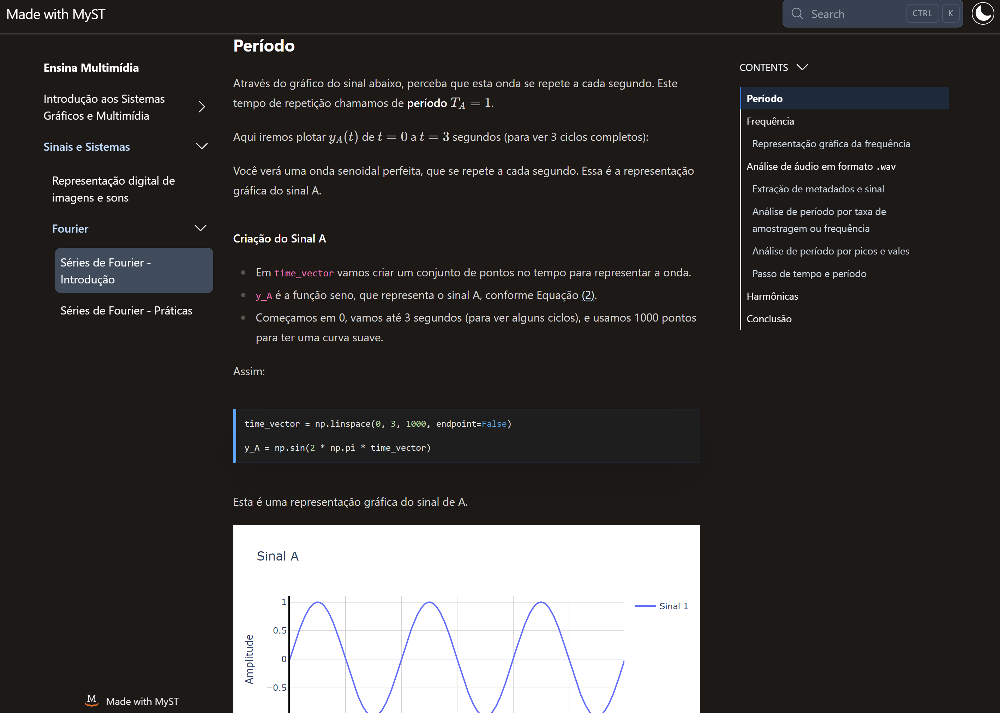 Made with MyST
Search
CTRL
K
Ensina Multimídia
Introdução aos Sistemas
Gráficos e Multimídia
Sinais e Sistemas
Representação digital de
imagens e sons
Fourier
Séries de Fourier -
Introdução
Séries de Fourier - Práticas
Made with MyST
Período
Através do gráfico do sinal abaixo, perceba que esta onda se repete a cada segundo. Este
tempo de repetição chamamos de período T_A = 1.
Aqui iremos plotar y_A(t) de t = 0 a t = 3 segundos (para ver 3 ciclos completos):
Você verá uma onda senoidal perfeita, que se repete a cada segundo. Essa é a representação
gráfica do sinal A.
Criação do Sinal A
Em time_vector vamos criar um conjunto de pontos no tempo para representar a onda.
y_A é a função seno, que representa o sinal A, conforme Equação (2).
Começamos em 0, vamos até 3 segundos (para ver alguns ciclos), e usamos 1000 pontos
para ter uma curva suave.
Assim:
time_vector = np.linspace(0, 3, 1000, endpoint=False)
y_A = np.sin(2 * np.pi * time_vector)
Esta é uma representação gráfica do sinal de A.
Sinal A
1
0.5
0
−0.5
Amplitude
Sinal 1
CONTENTS
Período
Frequência
Representação gráfica da frequência
Análise de áudio em formato .wav
Extração de metadados e sinal
Análise de período por taxa de
amostragem ou frequência
Análise de período por picos e vales
Passo de tempo e período
Harmônicas
Conclusão